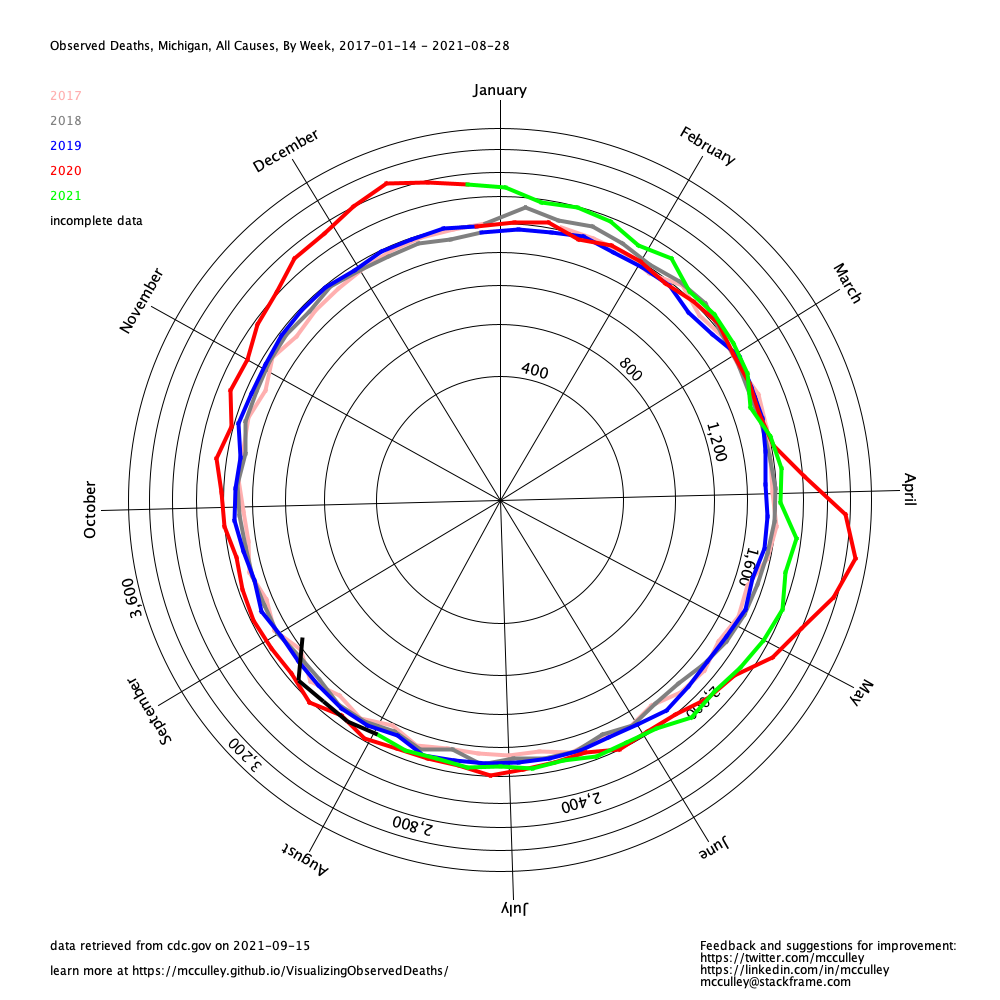 Observed Deaths, Michigan, All Causes, By Week, 2017-01-14 - 2021-08-28
January
2017
2018
2019
2020
2021
incomplete data
December
February
November
March
400
800
1,200
October
April
1,600
3,600
September
May
2,000
3,200
2,400
2,800
August
June
July
data retrieved from cdc.gov on 2021-09-15
learn more at https://mcculley.github.io/VisualizingObservedDeaths/
Feedback and suggestions for improvement:
https://twitter.com/mcculley
https://linkedin.com/in/mcculley
mcculley@stackframe.com